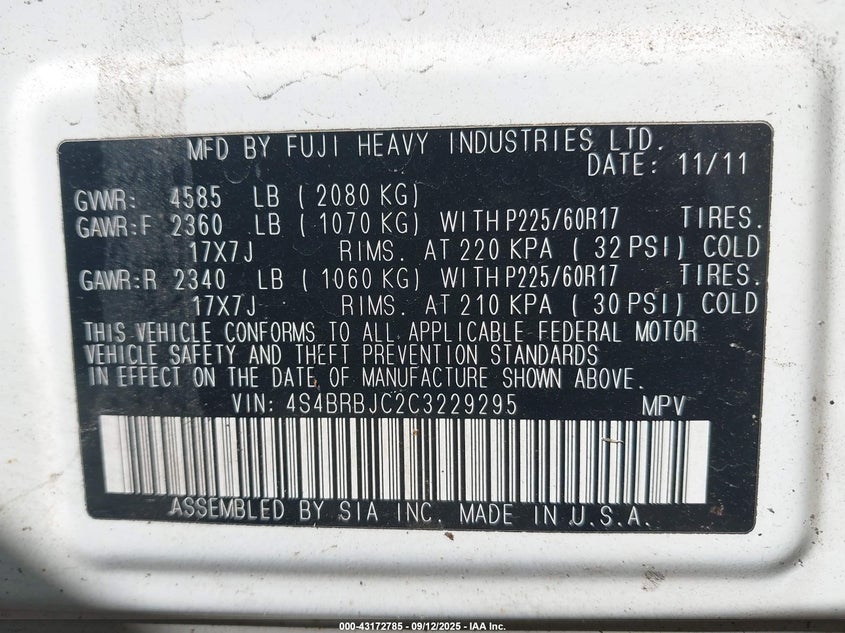 MFD BY FUJI HEAVY INDUSTRIES LTD.
DATE: 11/11
GVWR: 4585 LB ( 2080 KG)
GAWR:F 2360 LB ( 1070 KG) WITH P225/60R17 TIRES.
17X7J RIMS. AT 220 KPA ( 32 PSI) COLD
GAWR:R 2340 LB ( 1060 KG) WITH P225/60R17 TIRES.
17X7J RIMS. AT 210 KPA ( 30 PSI) COLD
THIS VEHICLE CONFORMS TO ALL APPLICABLE FEDERAL MOTOR
VEHICLE SAFETY AND THEFT PREVENTION STANDARDS
IN EFFECT ON THE DATE OF MANUFACTURE SHOWN ABOVE.
VIN: 4S4BRBJC2C3229295 MPV
ASSEMBLED BY SIA INC. MADE IN U.S.A.
000-43172785 - 09/12/2025 - IAA Inc.